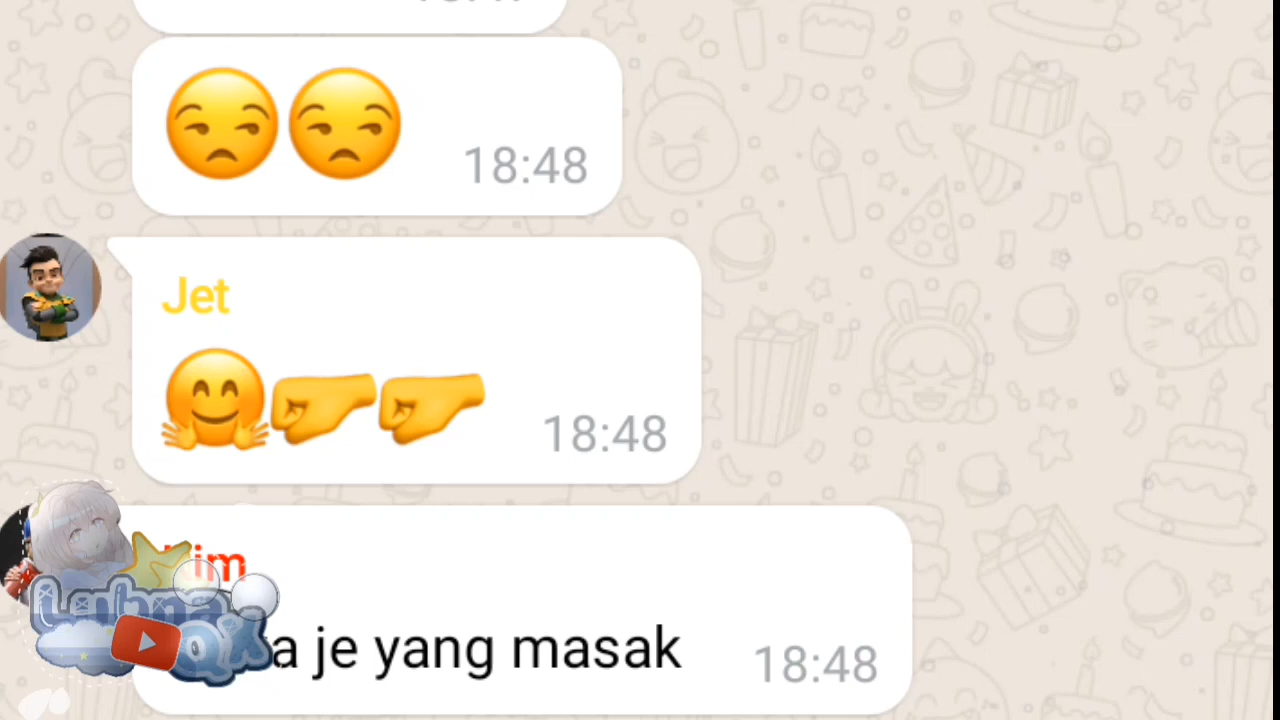 😒😒 18:48
Jet
🤗🤛🤛 18:48
je yang masak 18:48